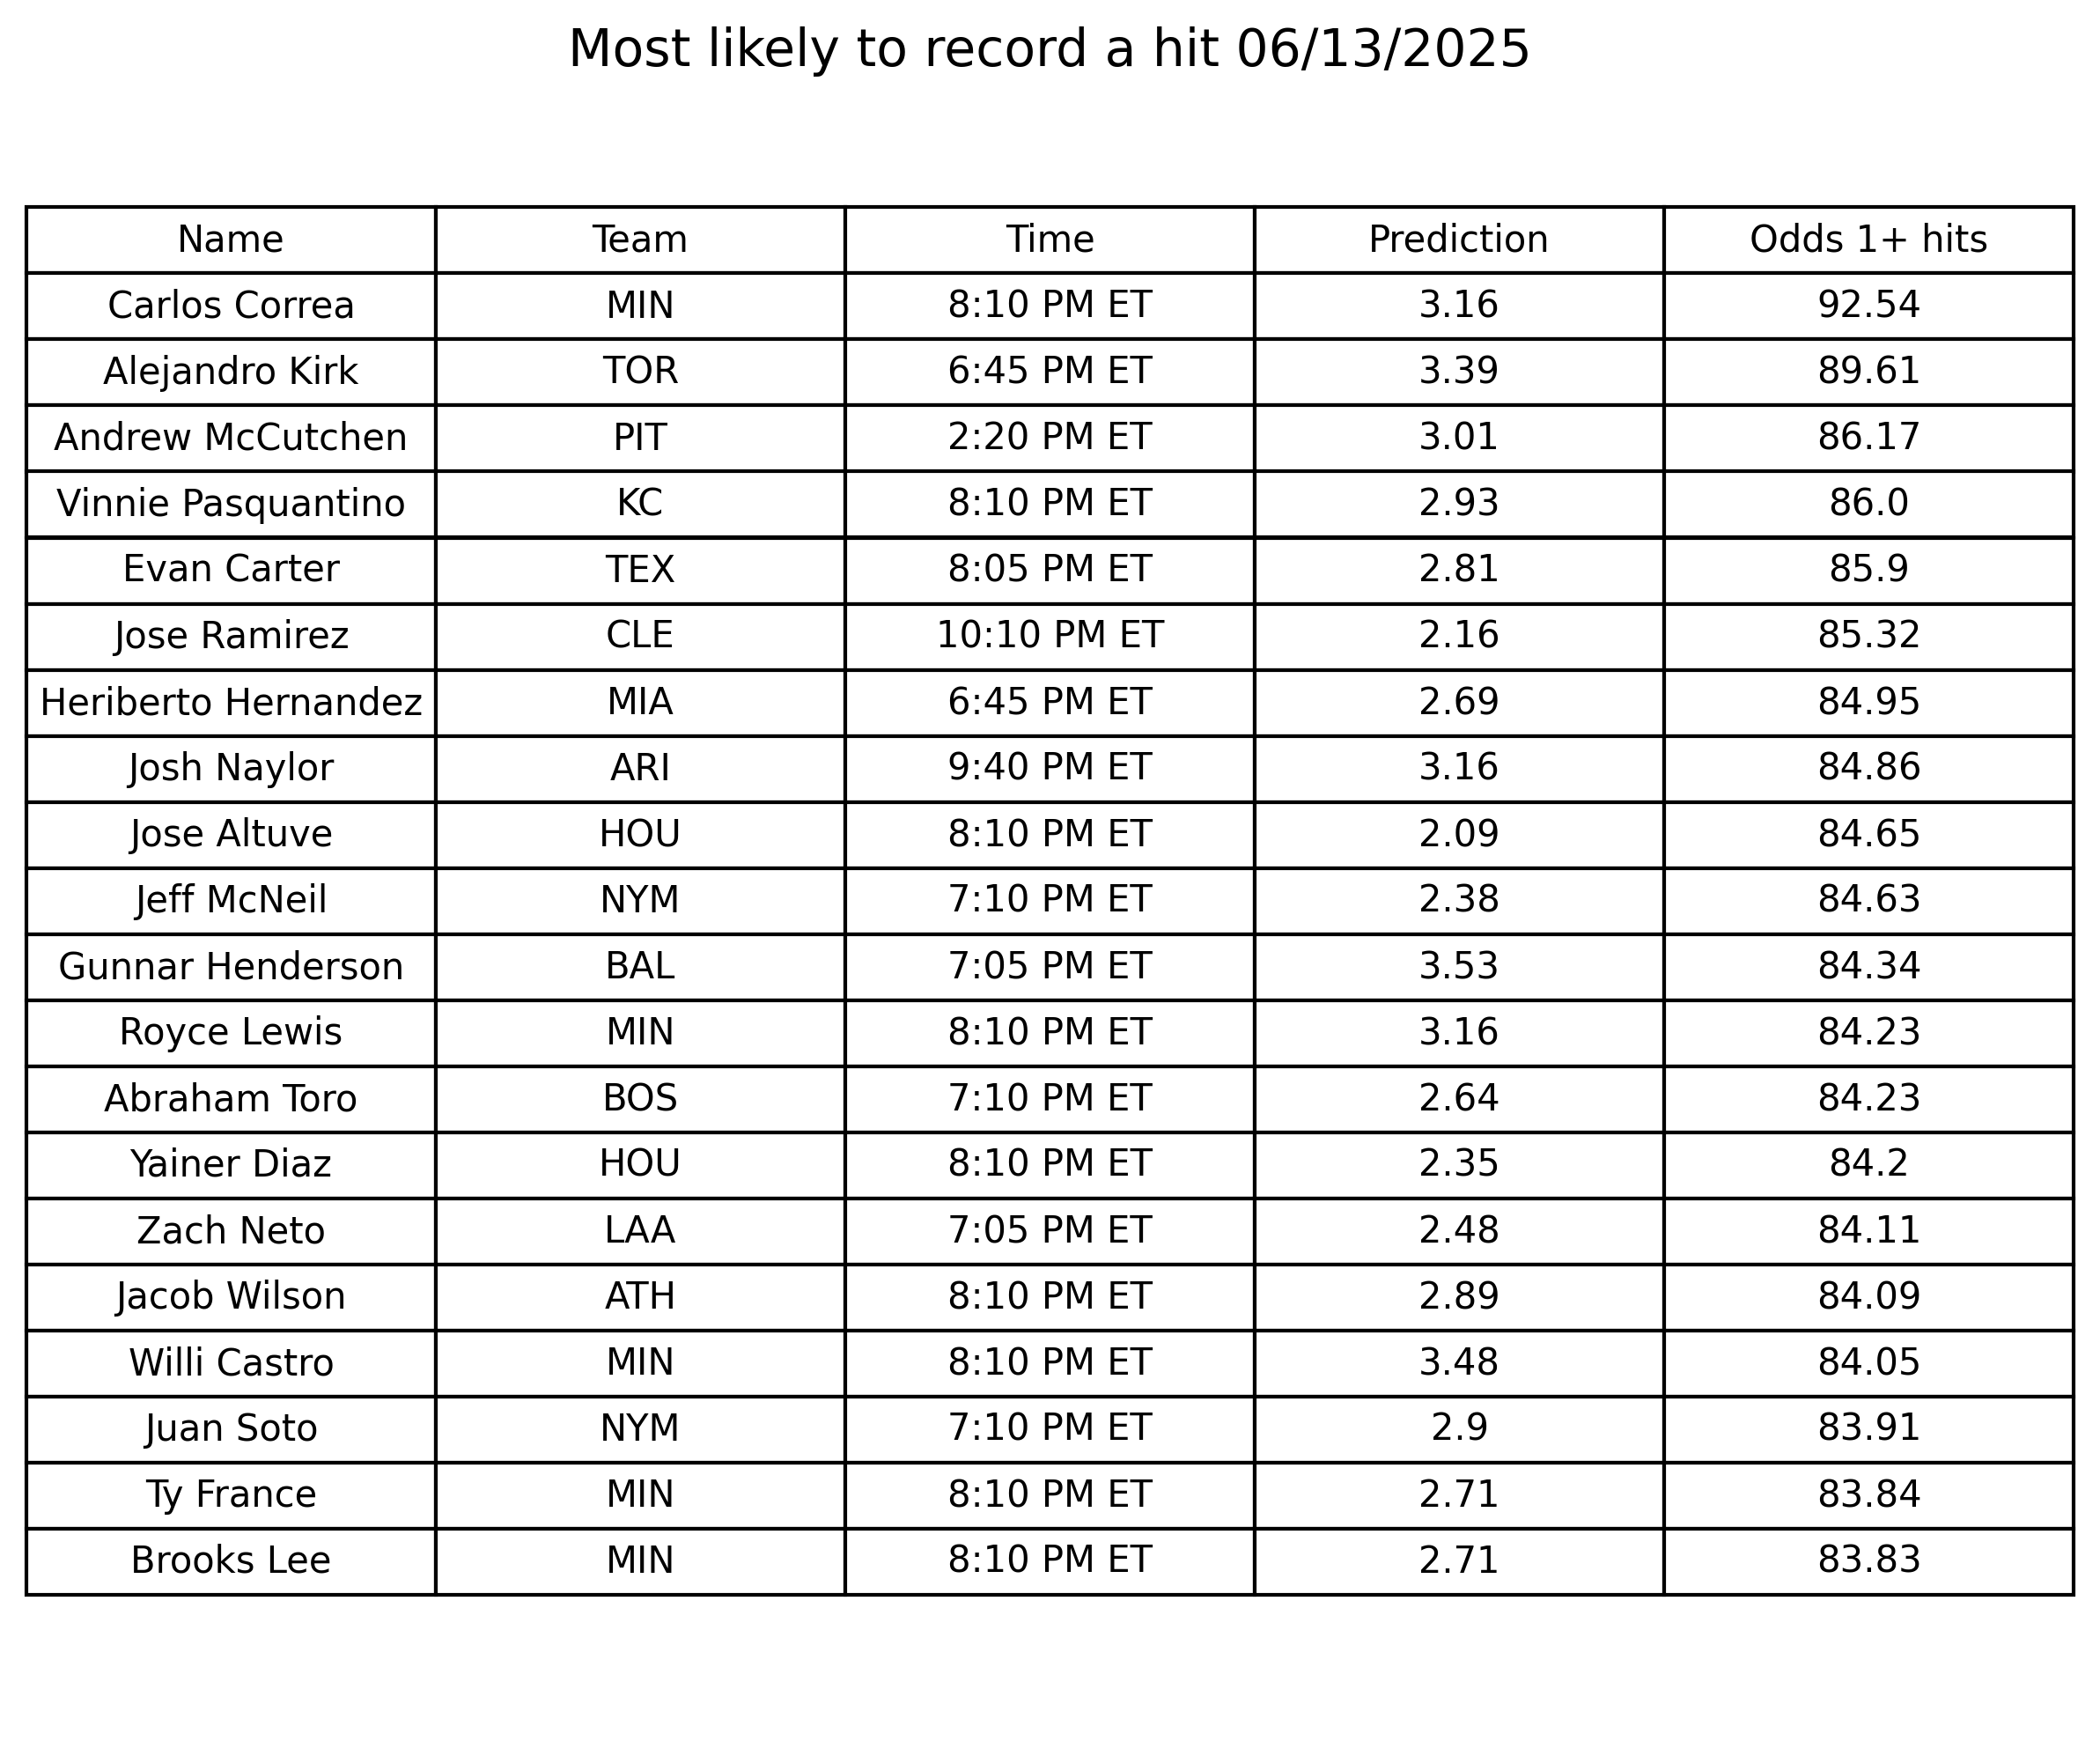 Most likely to record a hit 06/13/2025
Name Team Time Prediction Odds 1+ hits
Carlos Correa MIN 8:10 PM ET 3.16 92.54
Alejandro Kirk TOR 6:45 PM ET 3.39 89.61
Andrew McCutchen PIT 2:20 PM ET 3.01 86.17
Vinnie Pasquantino KC 8:10 PM ET 2.93 86.0
Evan Carter TEX 8:05 PM ET 2.81 85.9
Jose Ramirez CLE 10:10 PM ET 2.16 85.32
Heriberto Hernandez MIA 6:45 PM ET 2.69 84.95
Josh Naylor ARI 9:40 PM ET 3.16 84.86
Jose Altuve HOU 8:10 PM ET 2.09 84.65
Jeff McNeil NYM 7:10 PM ET 2.38 84.63
Gunnar Henderson BAL 7:05 PM ET 3.53 84.34
Royce Lewis MIN 8:10 PM ET 3.16 84.23
Abraham Toro BOS 7:10 PM ET 2.64 84.23
Yainer Diaz HOU 8:10 PM ET 2.35 84.2
Zach Neto LAA 7:05 PM ET 2.48 84.11
Jacob Wilson ATH 8:10 PM ET 2.89 84.09
Willi Castro MIN 8:10 PM ET 3.48 84.05
Juan Soto NYM 7:10 PM ET 2.9 83.91
Ty France MIN 8:10 PM ET 2.71 83.84
Brooks Lee MIN 8:10 PM ET 2.71 83.83